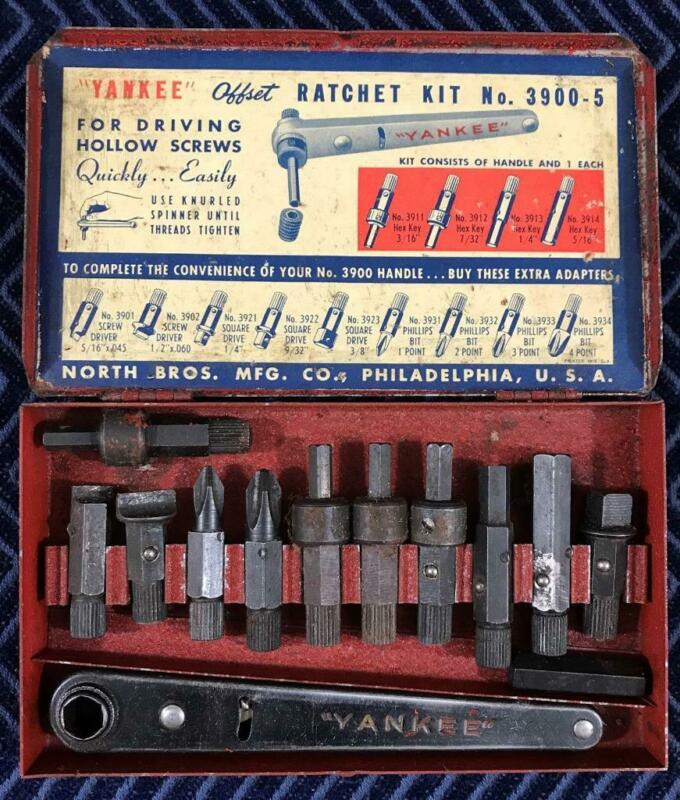 "YANKEE" Offset RATCHET KIT No. 3900-5
FOR DRIVING
HOLLOW SCREWS
Quickly... Easily
USE KNURLED
SPINNER UNTIL
THREADS TIGHTEN
"YANKEE"
KIT CONSISTS OF HANDLE AND 1 EACH
No. 3911
Hex Key
3/16"
No. 3912
Hex Key
7/32"
No. 3913
Hex Key
1/4"
No. 3914
Hex Key
5/16"
TO COMPLETE THE CONVENIENCE OF YOUR No. 3900 HANDLE... BUY THESE EXTRA ADAPTERS
No. 3901
SCREW
DRIVER
5/16"x.045
No. 3902
SCREW
DRIVER
1/2"x.060
No. 3921
SQUARE
DRIVE
1/4"
No. 3922
SQUARE
DRIVE
9/32"
No. 3923
SQUARE
DRIVE
3/8"
No. 3931
PHILLIPS
BIT
1 POINT
No. 3932
PHILLIPS
BIT
2 POINT
No. 3933
PHILLIPS
BIT
3 POINT
No. 3934
PHILLIPS
BIT
4 POINT
NORTH BROS. MFG. CO., PHILADELPHIA, U. S. A.
PRINTED IN U.S.A.
"YANKEE"